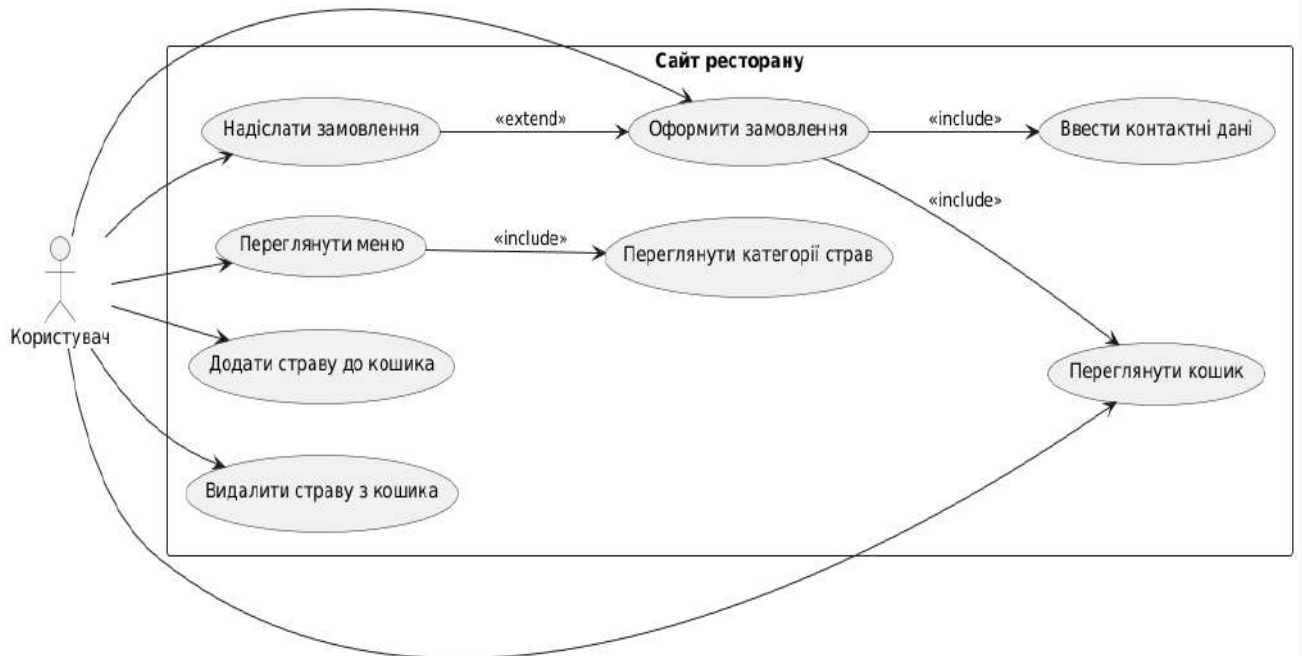 Сайт ресторану
Надіслати замовлення
«extend»
Оформити замовлення
«include»
Ввести контактні дані
«include»
Переглянути меню
«include»
Переглянути категорії страв
Користувач
Додати страву до кошика
Переглянути кошик
Видалити страву з кошика